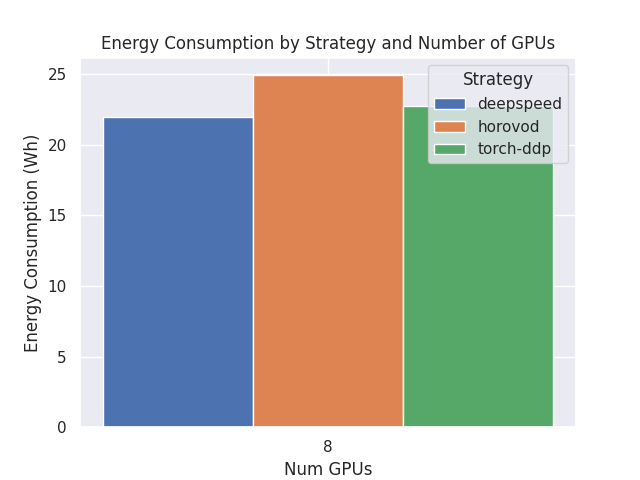 Energy Consumption by Strategy and Number of GPUs
Energy Consumption (Wh)
25
20
15
10
5
0
Strategy
deepspeed
horovod
torch-ddp
8
Num GPUs